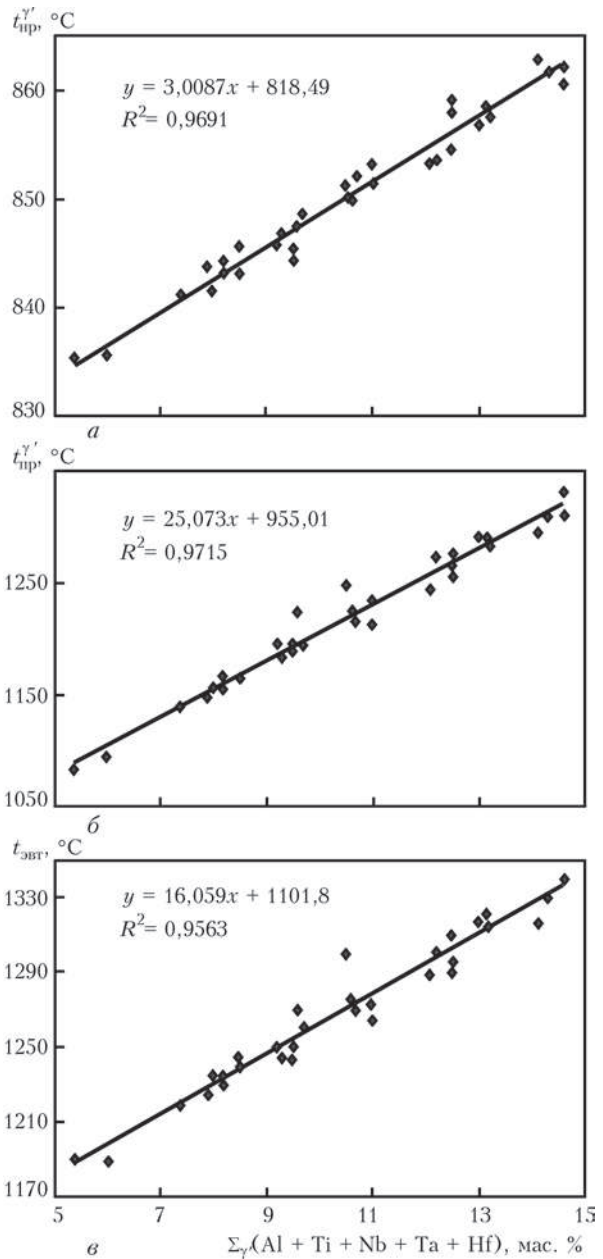 t_нр^γ′, °C
860
850
840
830
y = 3,0087x + 818,49
R² = 0,9691
а
t_пр^γ′, °C
1250
1150
1050
y = 25,073x + 955,01
R² = 0,9715
б
t_эвт, °C
1330
1290
1250
1210
1170
y = 16,059x + 1101,8
R² = 0,9563
5 7 9 11 13 15
в Σ_γ′(Al + Ti + Nb + Ta + Hf), мас. %